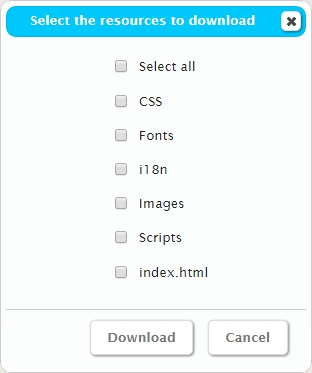 Select the resources to download
Select all
CSS
Fonts
i18n
Images
Scripts
index.html
Download Cancel